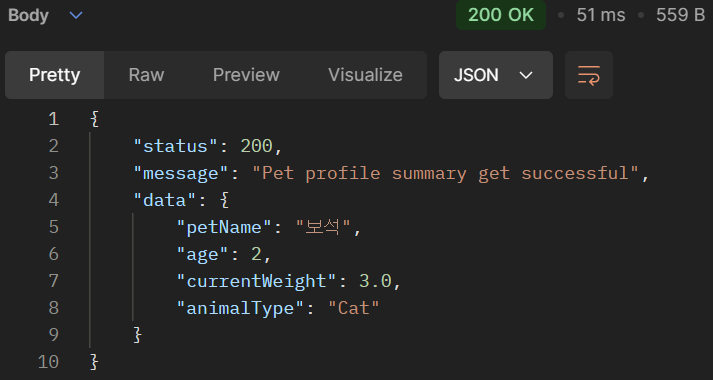 Body 200 OK • 51 ms • 559 B
Pretty Raw Preview Visualize JSON
1 {
2 "status": 200,
3 "message": "Pet profile summary get successful",
4 "data": {
5 "petName": "보석",
6 "age": 2,
7 "currentWeight": 3.0,
8 "animalType": "Cat"
9 }
10 }